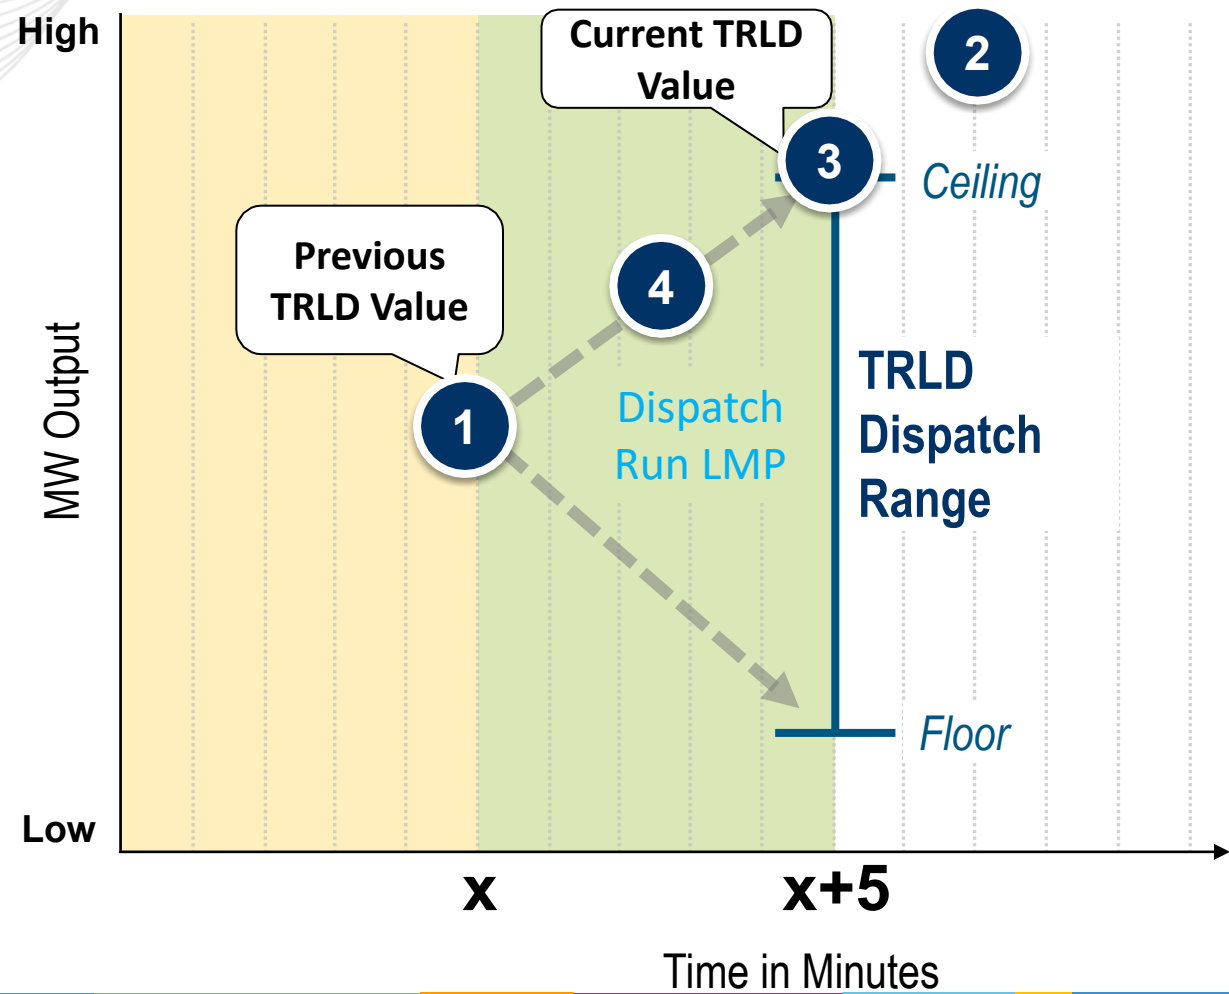 High
Current TRLD
Value
2
3
Ceiling
Previous
TRLD Value
4
1
Dispatch
Run LMP
TRLD
Dispatch
Range
MW Output
Floor
Low
x
x+5
Time in Minutes